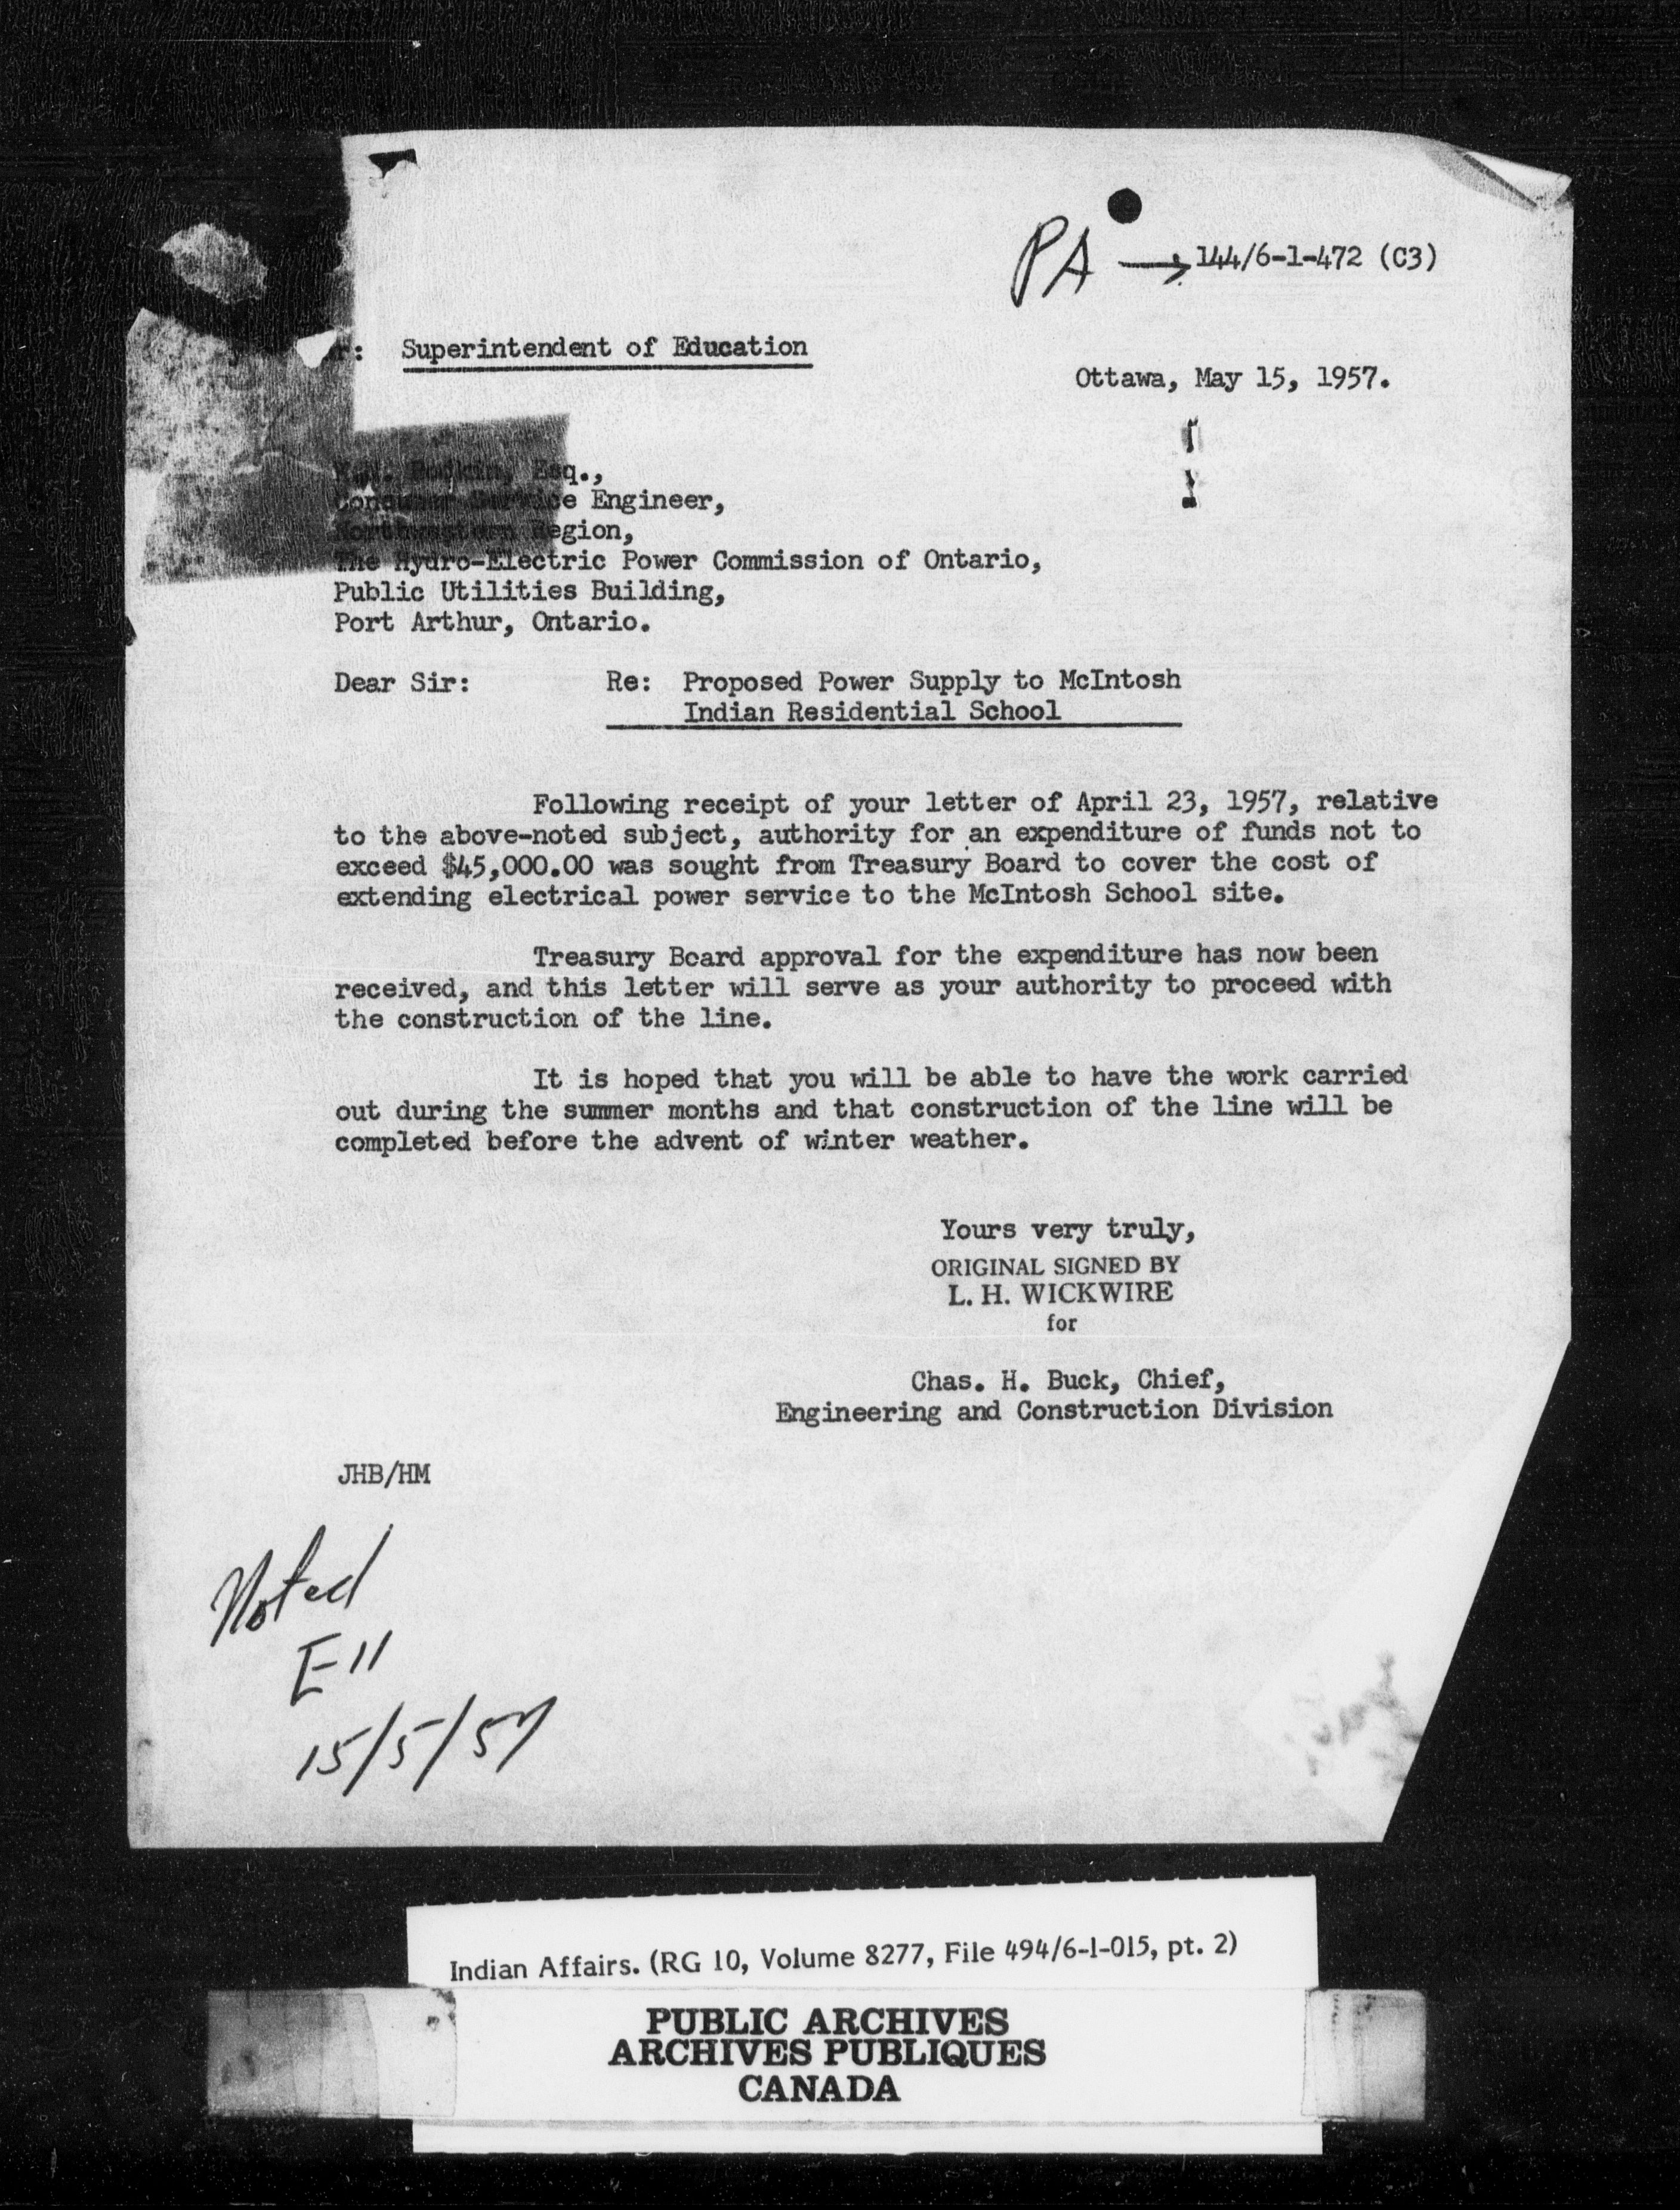 PA → 144/6-1-472 (C3)
r: Superintendent of Education
Ottawa, May 15, 1957.
Esq.,
Consumer Service Engineer,
Northwestern Region,
The Hydro-Electric Power Commission of Ontario,
Public Utilities Building,
Port Arthur, Ontario.
Dear Sir: Re: Proposed Power Supply to McIntosh
Indian Residential School
Following receipt of your letter of April 23, 1957, relative
to the above-noted subject, authority for an expenditure of funds not to
exceed $45,000.00 was sought from Treasury Board to cover the cost of
extending electrical power service to the McIntosh School site.
Treasury Board approval for the expenditure has now been
received, and this letter will serve as your authority to proceed with
the construction of the line.
It is hoped that you will be able to have the work carried
out during the summer months and that construction of the line will be
completed before the advent of winter weather.
Yours very truly,
ORIGINAL SIGNED BY
L. H. WICKWIRE
for
Chas. H. Buck, Chief,
Engineering and Construction Division
JHB/HM
Noted
E11
15/5/57
Indian Affairs. (RG 10, Volume 8277, File 494/6-1-015, pt. 2)
PUBLIC ARCHIVES
ARCHIVES PUBLIQUES
CANADA